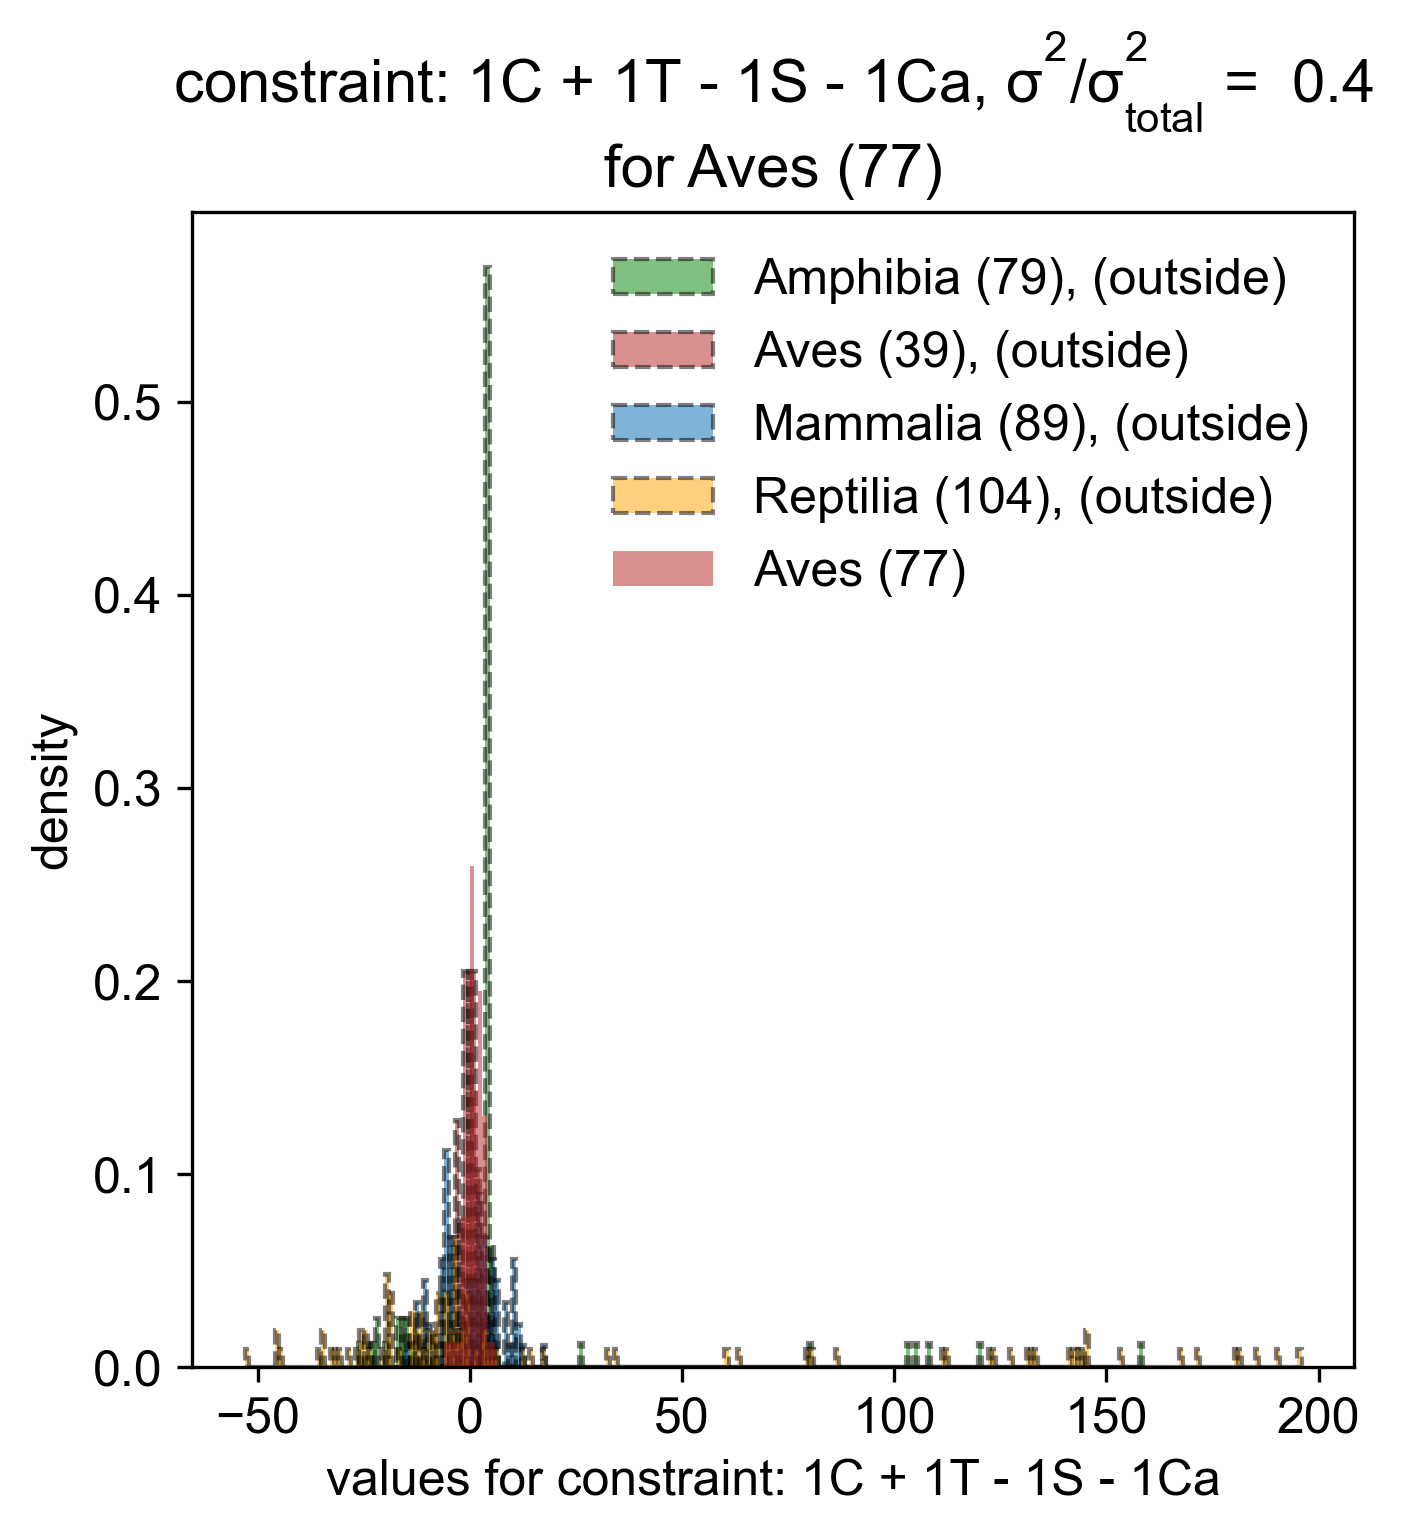 constraint: 1C + 1T - 1S - 1Ca, σ²/σ²total = 0.4
for Aves (77)
Amphibia (79), (outside)
Aves (39), (outside)
Mammalia (89), (outside)
Reptilia (104), (outside)
Aves (77)
density
0.5
0.4
0.3
0.2
0.1
0.0
−50 0 50 100 150 200
values for constraint: 1C + 1T - 1S - 1Ca